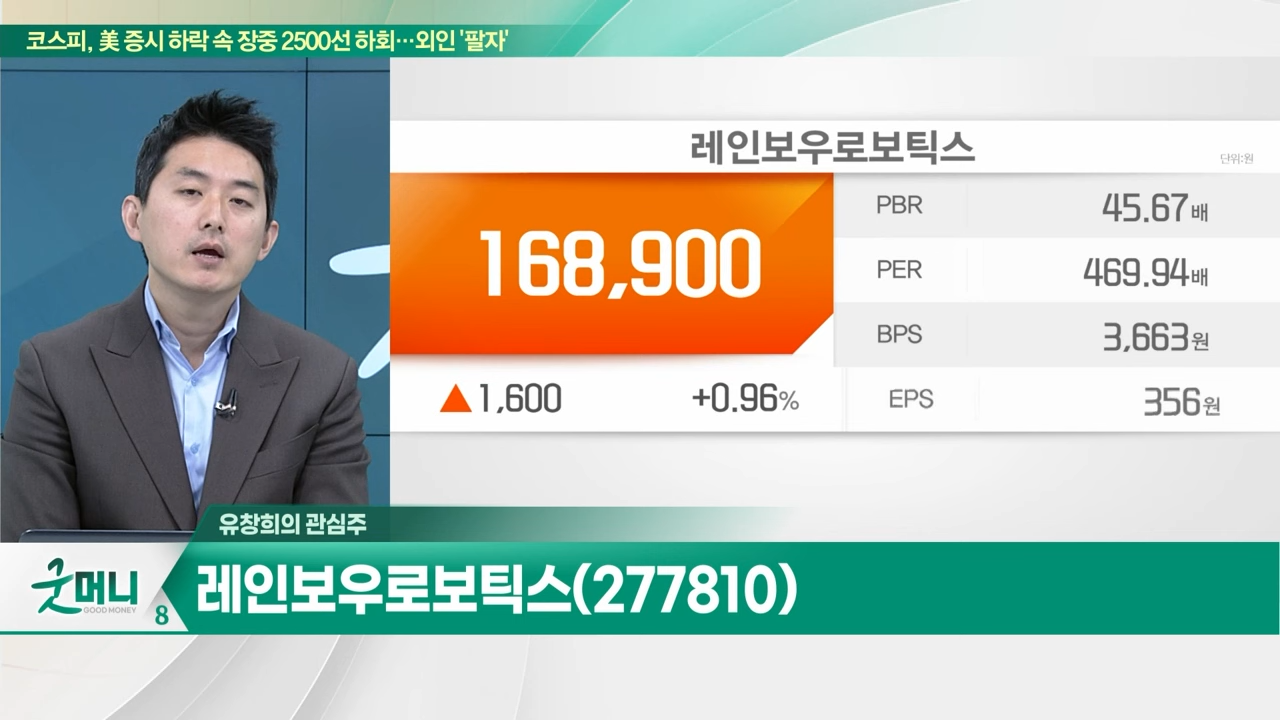 코스피, 美 증시 하락 속 장중 2500선 하회…외인 '팔자'
레인보우로보틱스
단위:원
168,900
▲1,600 +0.96%
PBR 45.67배
PER 469.94배
BPS 3,663원
EPS 356원
유창희의 관심주
레인보우로보틱스(277810)
굿머니
GOOD MONEY
8